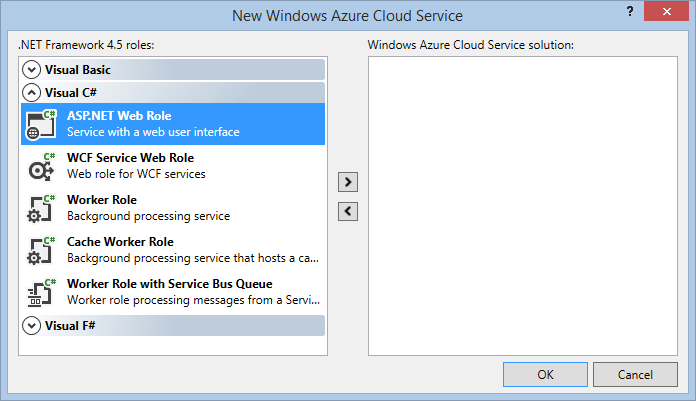 New Windows Azure Cloud Service
?
.NET Framework 4.5 roles:
Windows Azure Cloud Service solution:
Visual Basic
Visual C#
C#
ASP.NET Web Role
Service with a web user interface
C#
WCF Service Web Role
Web role for WCF services
C#
Worker Role
Background processing service
C#
Cache Worker Role
Background processing service that hosts a ca...
C#
Worker Role with Service Bus Queue
Worker role processing messages from a Servi...
Visual F#
OK
Cancel